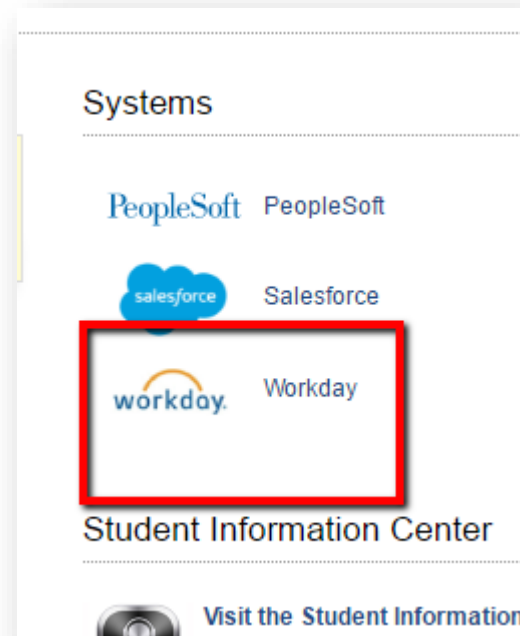 Systems
PeopleSoft PeopleSoft
salesforce Salesforce
workday. Workday
Student Information Center
Visit the Student Information